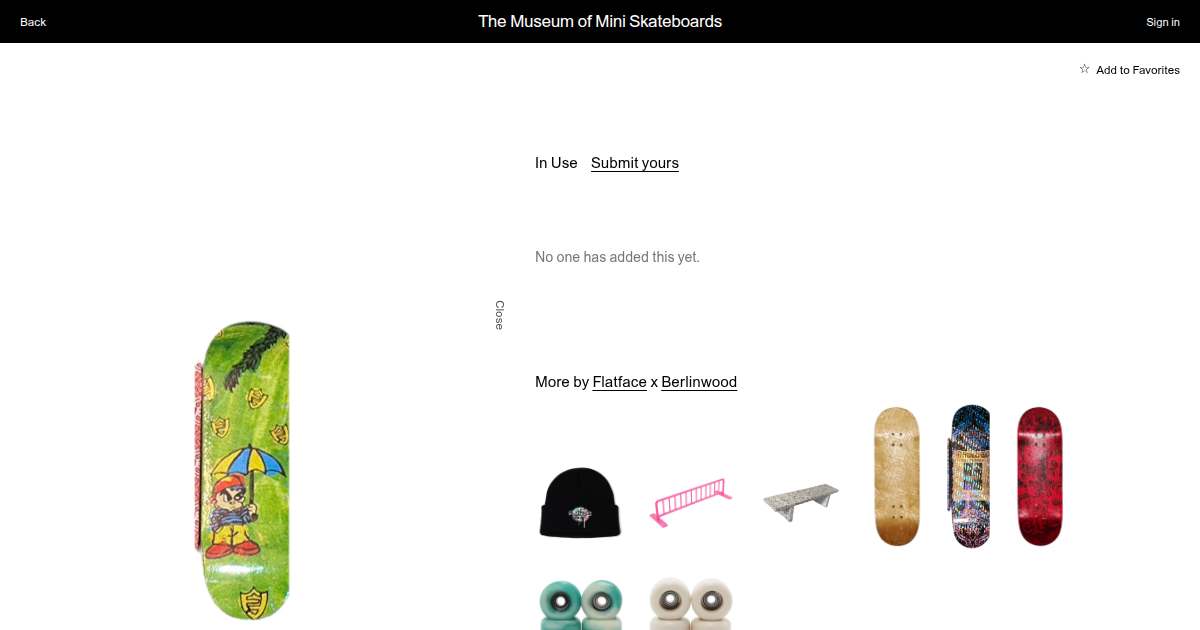 Back
The Museum of Mini Skateboards
Sign in
☆ Add to Favorites
In Use Submit yours
No one has added this yet.
Close
More by Flatface x Berlinwood